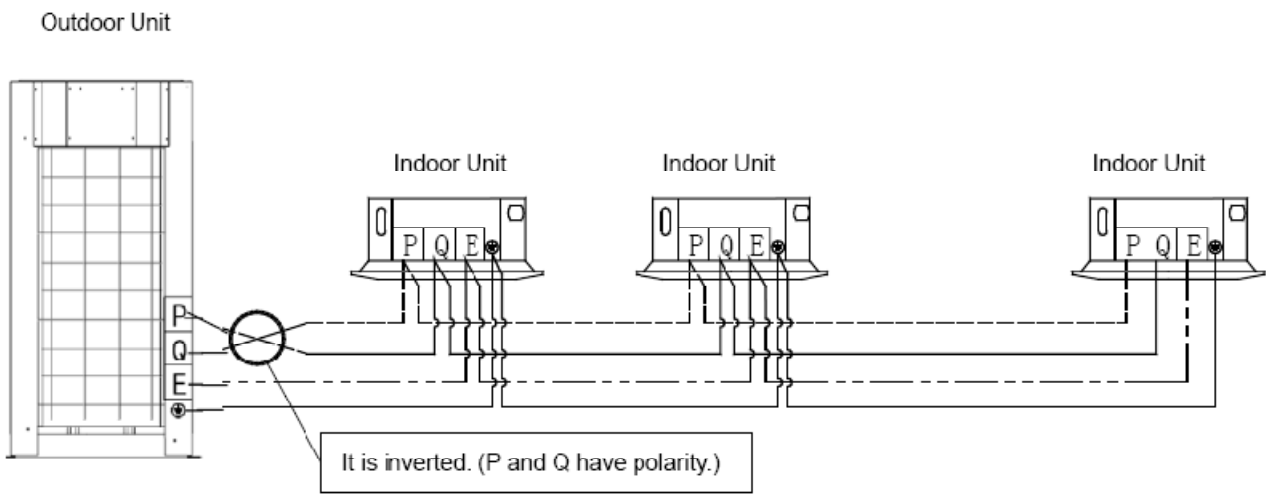 Outdoor Unit
Indoor Unit
Indoor Unit
Indoor Unit
P Q E
P Q E
P Q E
P
Q
E
It is inverted. (P and Q have polarity.)